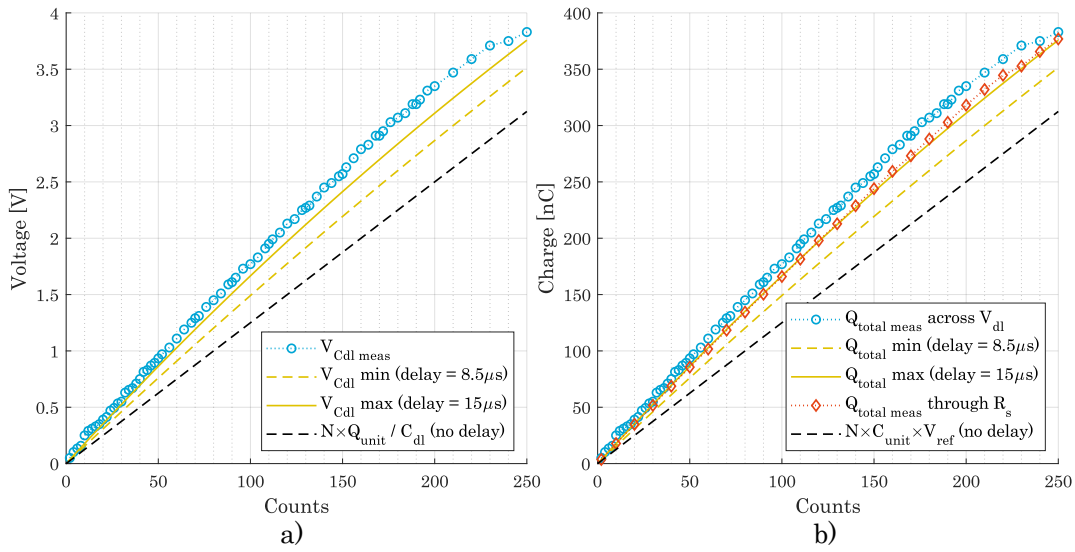 4
3.5
3
2.5
2
1.5
1
0.5
0
Voltage [V]
0 50 100 150 200 250
Counts
V_Cdl meas
V_Cdl min (delay = 8.5μs)
V_Cdl max (delay = 15μs)
N×Q_unit / C_dl (no delay)
a)
400
350
300
250
200
150
100
50
0
Charge [nC]
0 50 100 150 200 250
Counts
Q_total meas across V_dl
Q_total min (delay = 8.5μs)
Q_total max (delay = 15μs)
Q_total meas through R_s
N×C_unit×V_ref (no delay)
b)